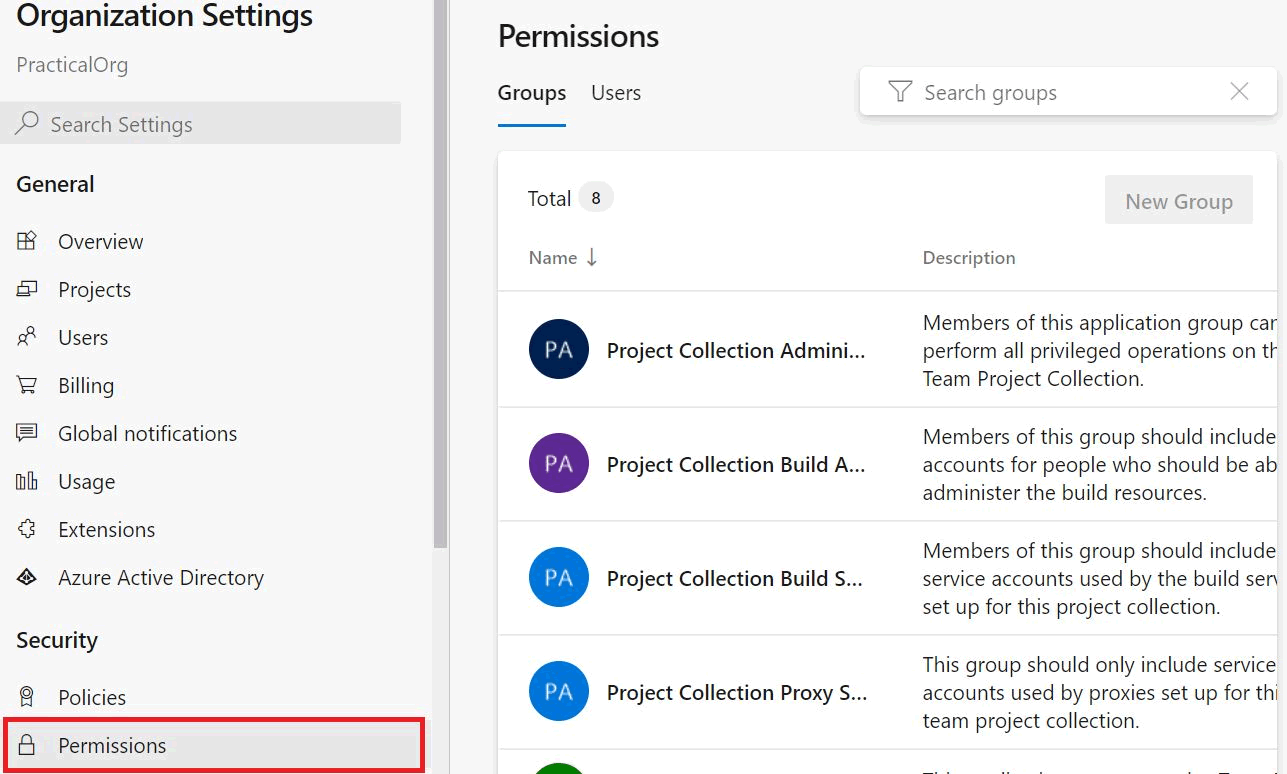 Organization Settings
PracticalOrg
Search Settings
General
Overview
Projects
Users
Billing
Global notifications
Usage
Extensions
Azure Active Directory
Security
Policies
Permissions
Permissions
Groups Users
Search groups
Total 8
New Group
Name Description
PA
Project Collection Admini...
Members of this application group can
perform all privileged operations on th
Team Project Collection.
PA
Project Collection Build A...
Members of this group should include
accounts for people who should be ab
administer the build resources.
PA
Project Collection Build S...
Members of this group should include
service accounts used by the build serv
set up for this project collection.
PA
Project Collection Proxy S...
This group should only include service
accounts used by proxies set up for thi
team project collection.